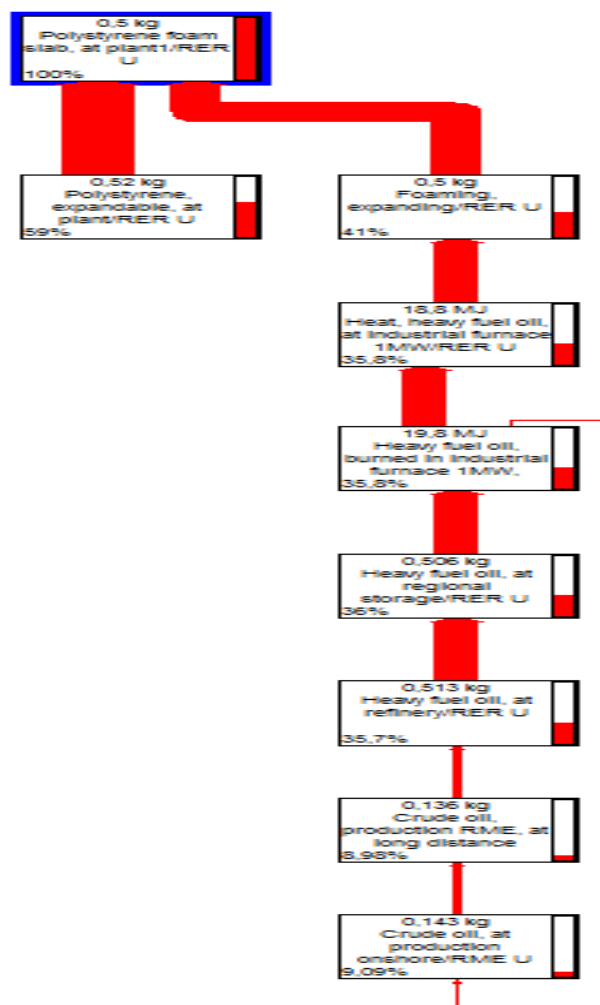 0,5 kg
Polystyrene foam
slab, at plant1/RER
U
100%
0,52 kg
Polystyrene,
expandable, at
plant/RER U
59%
0,5 kg
Foaming,
expanding/RER U
41%
18,8 MJ
Heat, heavy fuel oil,
at industrial furnace
1MW/RER U
35,8%
19,8 MJ
Heavy fuel oil,
burned in industrial
furnace 1MW,
35,8%
0,506 kg
Heavy fuel oil, at
regional
storage/RER U
36%
0,513 kg
Heavy fuel oil, at
refinery/RER U
35,7%
0,136 kg
Crude oil,
production RME, at
long distance
8,98%
0,143 kg
Crude oil, at
production
onshore/RME U
9,09%